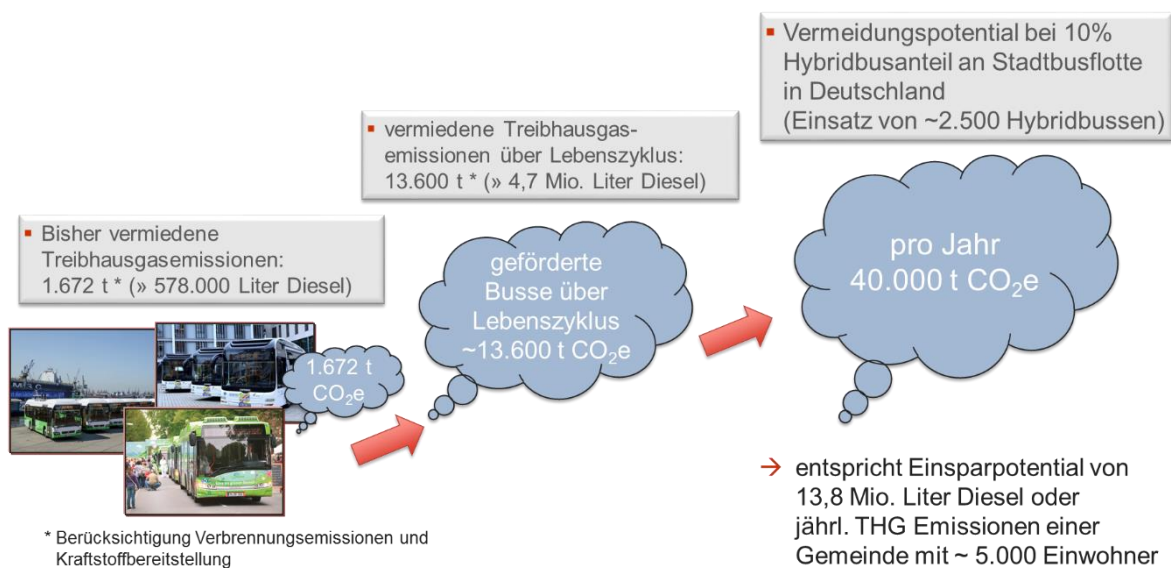 ▪ Bisher vermiedene
Treibhausgasemissionen:
1.672 t * (» 578.000 Liter Diesel)
1.672 t
CO₂e
* Berücksichtigung Verbrennungsemissionen und
Kraftstoffbereitstellung
▪ vermiedene Treibhausgas-
emissionen über Lebenszyklus:
13.600 t * (» 4,7 Mio. Liter Diesel)
geförderte
Busse über
Lebenszyklus
~13.600 t CO₂e
▪ Vermeidungspotential bei 10%
Hybridbusanteil an Stadtbusflotte
in Deutschland
(Einsatz von ~2.500 Hybridbussen)
pro Jahr
40.000 t CO₂e
→ entspricht Einsparpotential von
13,8 Mio. Liter Diesel oder
jährl. THG Emissionen einer
Gemeinde mit ~ 5.000 Einwohner